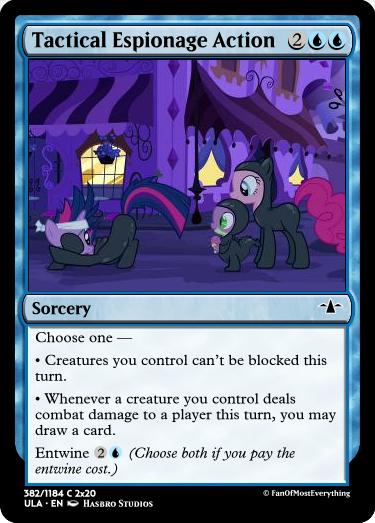 Tactical Espionage Action 2UU
Sorcery
Choose one —
• Creatures you control can't be blocked this
turn.
• Whenever a creature you control deals
combat damage to a player this turn, you may
draw a card.
Entwine 2U (Choose both if you pay the
entwine cost.)
382/1184 C 2x20
ULA • EN Hasbro Studios
© FanOfMostEverything